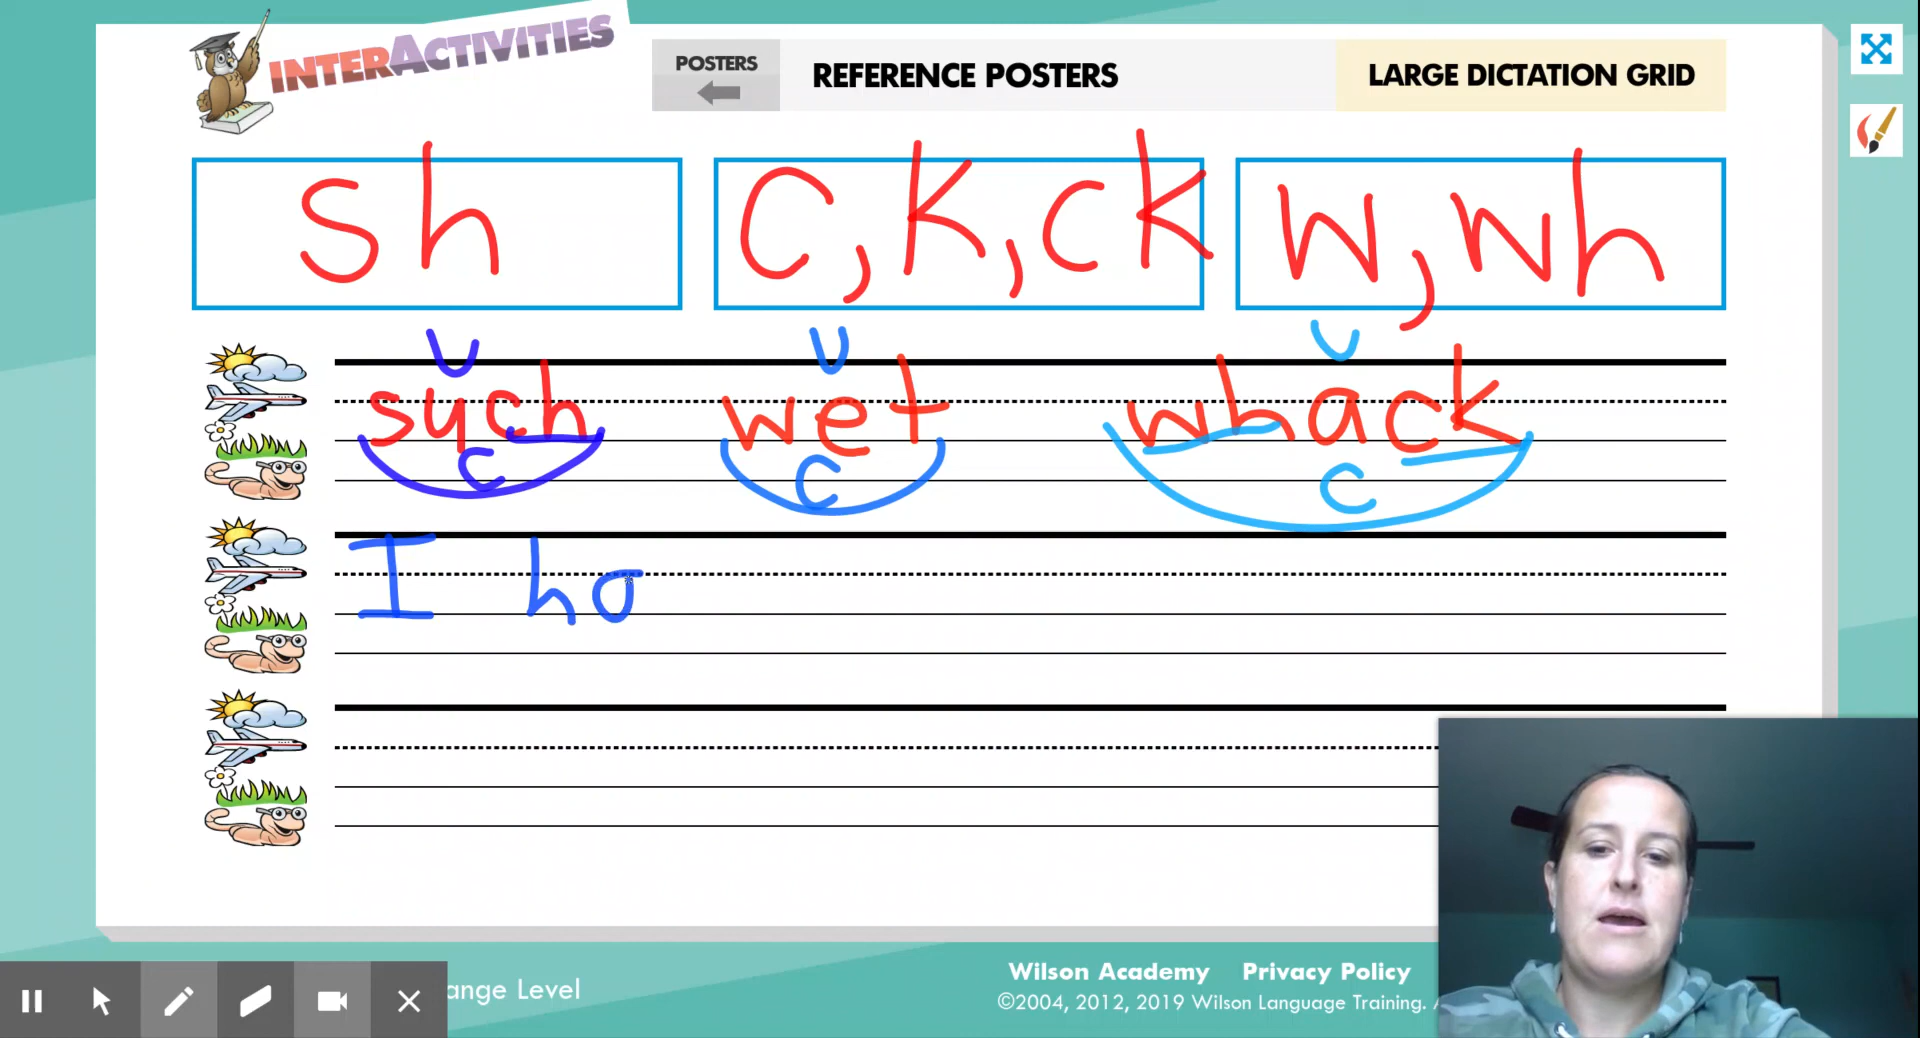 INTERACTIVITIES
POSTERS
REFERENCE POSTERS
LARGE DICTATION GRID
sh
c, k, ck
w, wh
such
wet
whack
c
c
c
I ho
ange Level
Wilson Academy Privacy Policy
©2004, 2012, 2019 Wilson Language Training.